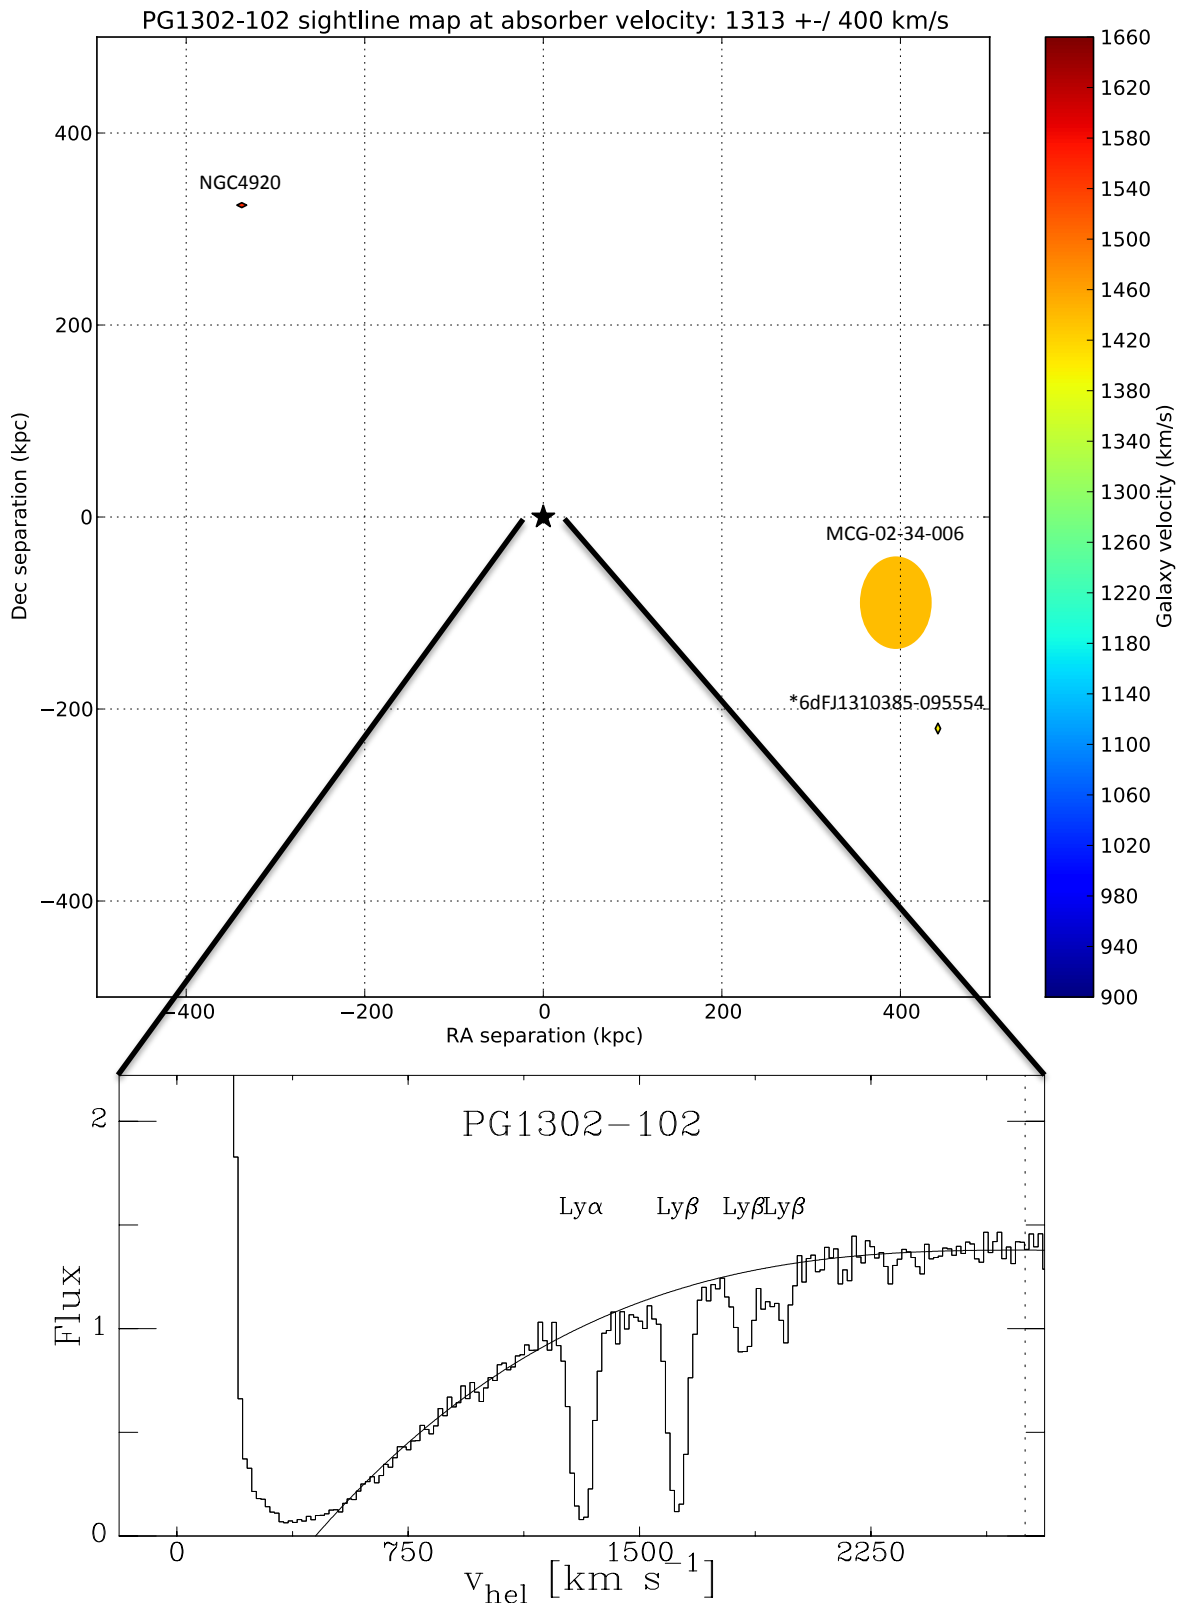 PG1302-102 sightline map at absorber velocity: 1313 +-/ 400 km/s
400
200
0
−200
−400
Dec separation (kpc)
NGC4920
MCG-02-34-006
*6dFJ1310385-095554
−400
−200
0
200
400
RA separation (kpc)
1660
1620
1580
1540
1500
1460
1420
1380
1340
1300
1260
1220
1180
1140
1100
1060
1020
980
940
900
Galaxy velocity (km/s)
PG1302−102
Lyα Lyβ LyβLyβ
2
1
0
Flux
0 750 1500 2250
v_hel [km s⁻¹]